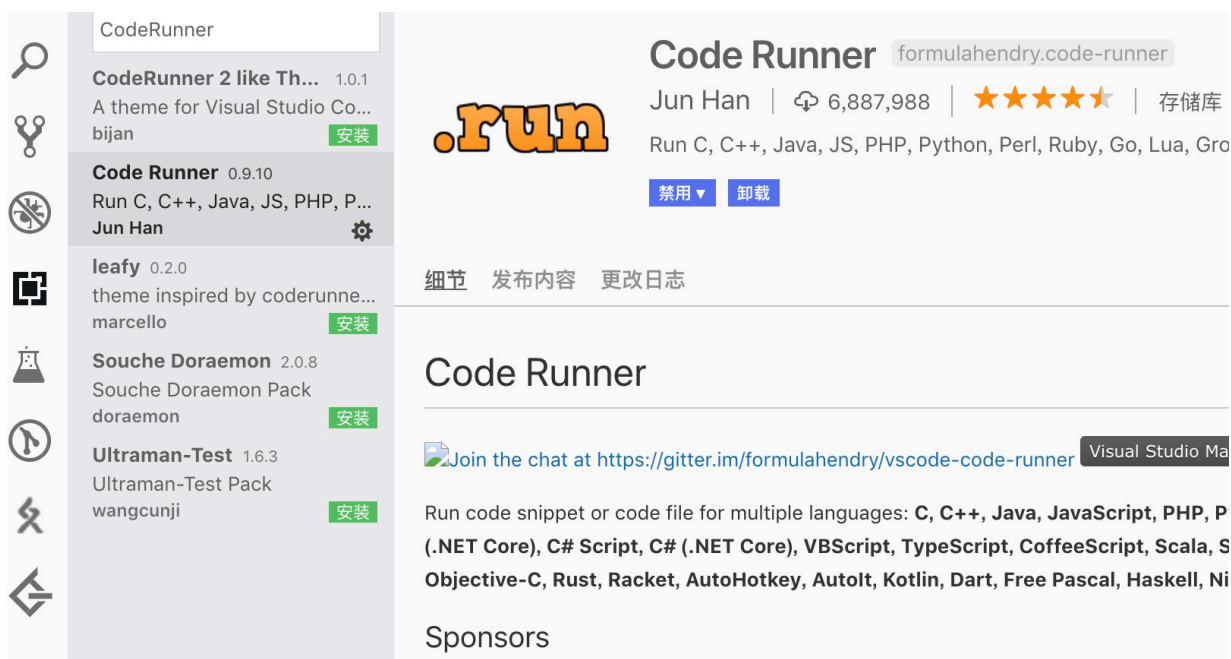 CodeRunner
CodeRunner 2 like Th... 1.0.1
A theme for Visual Studio Co...
bijan 安装
Code Runner 0.9.10
Run C, C++, Java, JS, PHP, P...
Jun Han
leafy 0.2.0
theme inspired by coderunne...
marcello 安装
Souche Doraemon 2.0.8
Souche Doraemon Pack
doraemon 安装
Ultraman-Test 1.6.3
Ultraman-Test Pack
wangcunji 安装
.run
Code Runner formulahendry.code-runner
Jun Han 6,887,988 存储库
Run C, C++, Java, JS, PHP, Python, Perl, Ruby, Go, Lua, Gro
禁用 卸载
细节 发布内容 更改日志
Code Runner
Join the chat at https://gitter.im/formulahendry/vscode-code-runner Visual Studio Ma
Run code snippet or code file for multiple languages: C, C++, Java, JavaScript, PHP, P
(.NET Core), C# Script, C# (.NET Core), VBScript, TypeScript, CoffeeScript, Scala, S
Objective-C, Rust, Racket, AutoHotkey, AutoIt, Kotlin, Dart, Free Pascal, Haskell, Ni
Sponsors